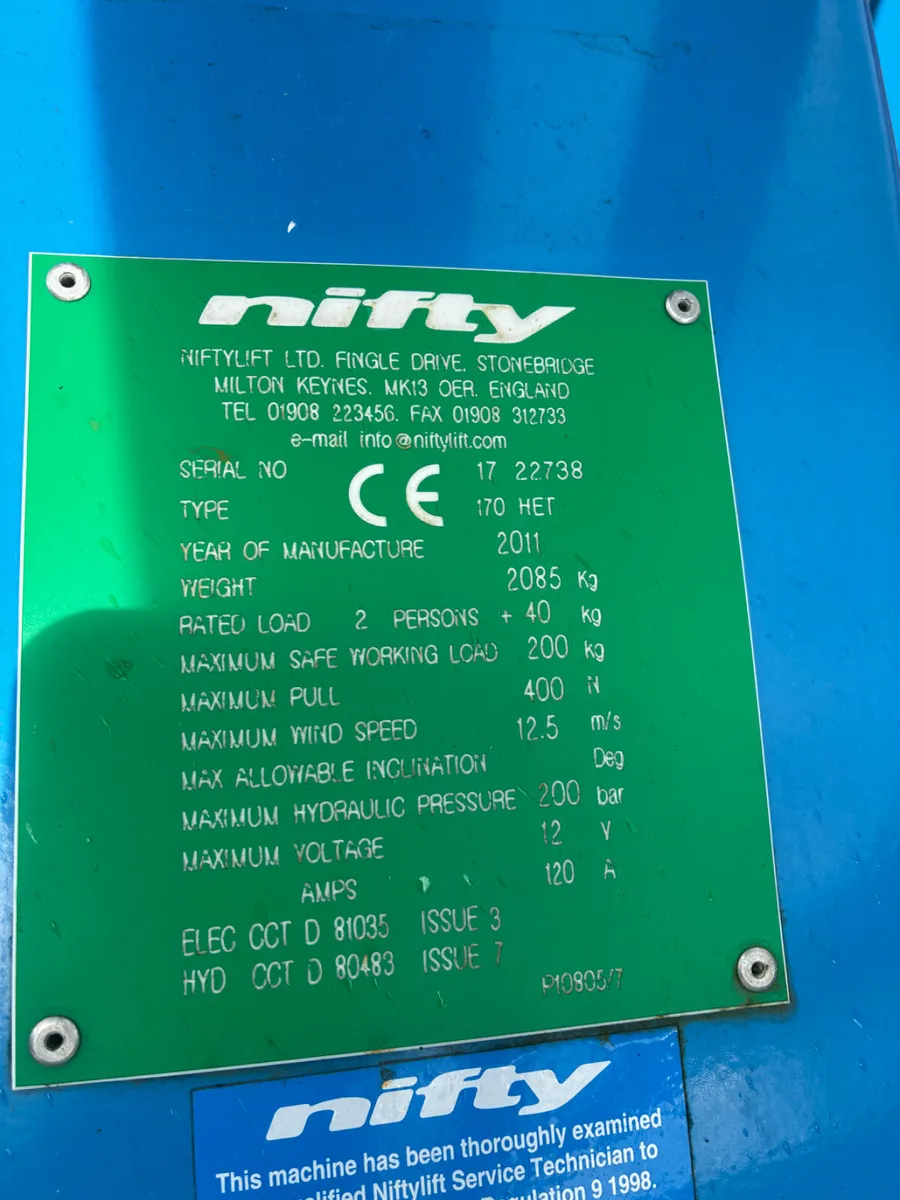 nifty
NIFTYLIFT LTD. FINGLE DRIVE. STONEBRIDGE
MILTON KEYNES. MK13 OER. ENGLAND
TEL 01908 223456. FAX 01908 312733
e-mail info@niftylift.com
SERIAL NO CE 17 22738
TYPE 170 HET
YEAR OF MANUFACTURE 2011
WEIGHT 2085 Kg
RATED LOAD 2 PERSONS + 40 kg
MAXIMUM SAFE WORKING LOAD 200 kg
MAXIMUM PULL 400 N
MAXIMUM WIND SPEED 12.5 m/s
MAX ALLOWABLE INCLINATION Deg
MAXIMUM HYDRAULIC PRESSURE 200 bar
MAXIMUM VOLTAGE 12 V
AMPS 120 A
ELEC CCT D 81035 ISSUE 3
HYD CCT D 80483 ISSUE 7
P10805/7
nifty
This machine has been thoroughly examined
Niftylift Service Technician to
9 1998.